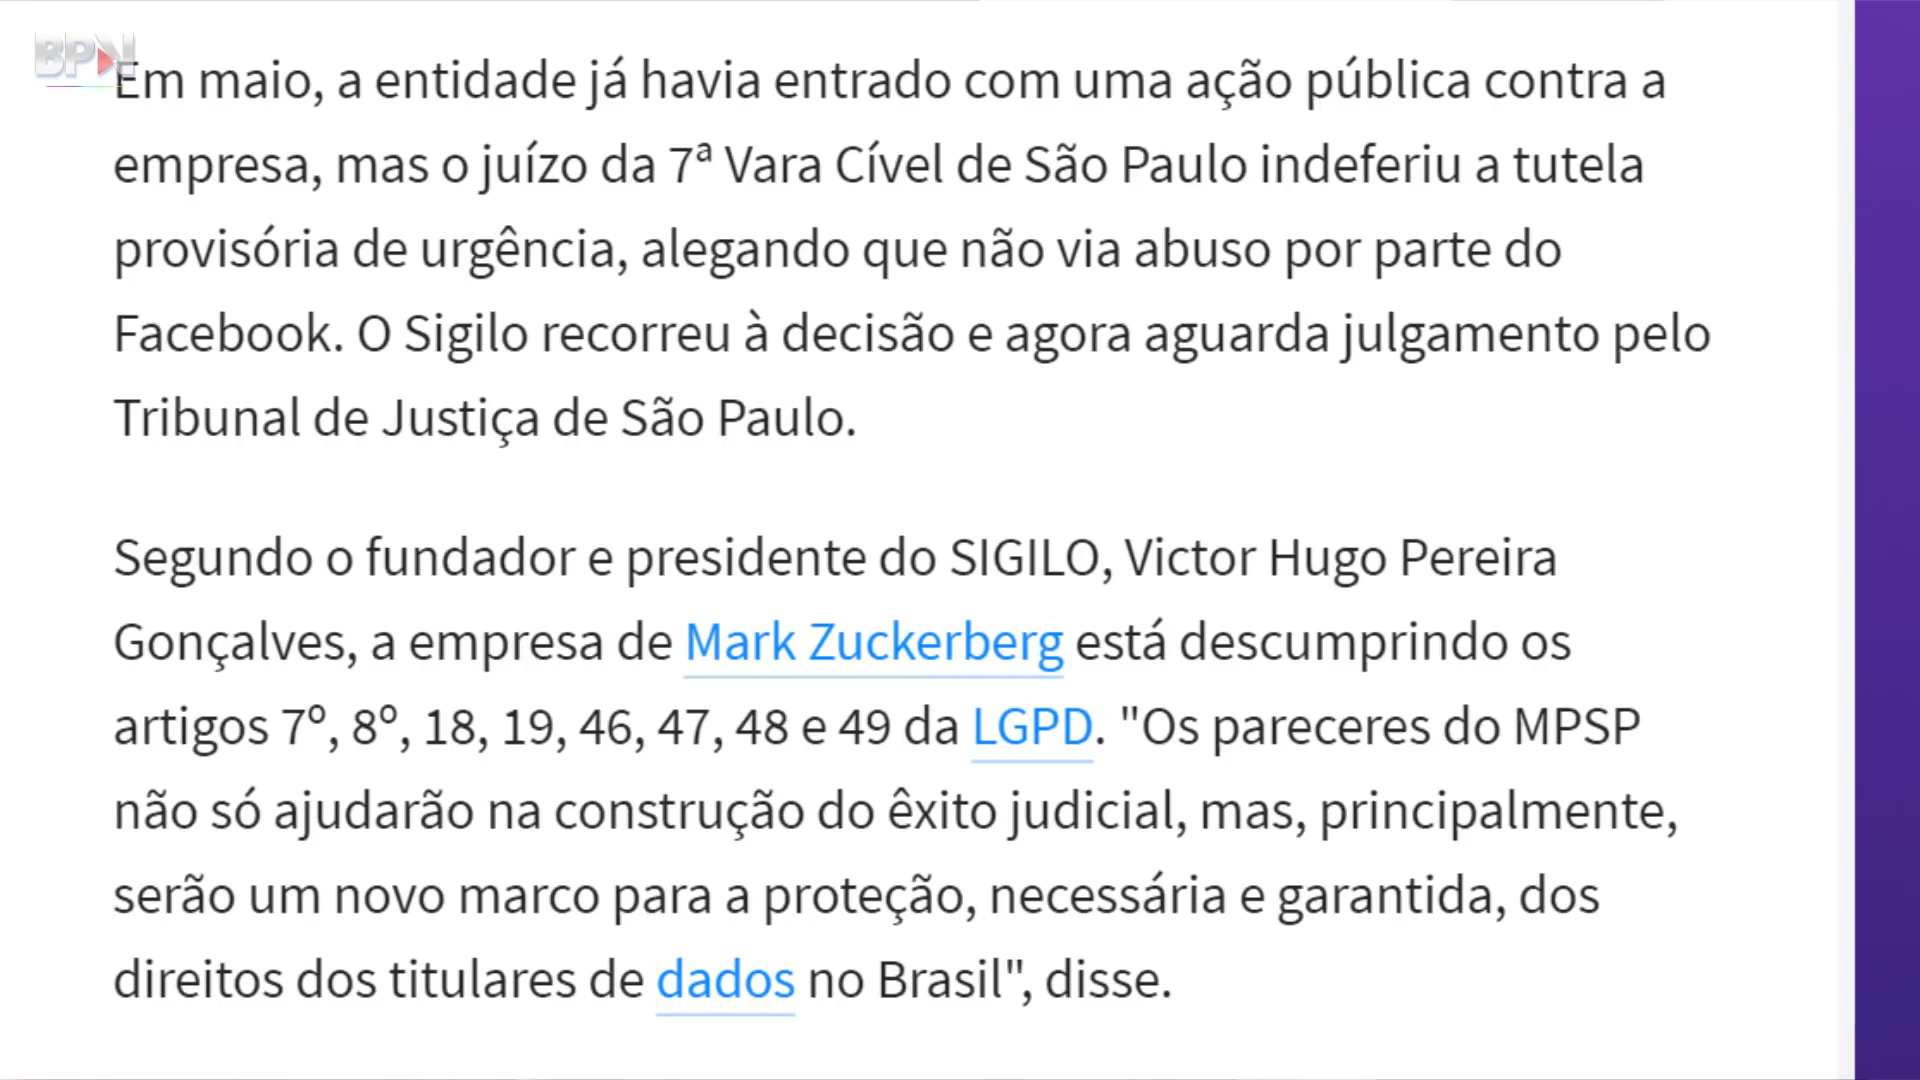 BPN
Em maio, a entidade já havia entrado com uma ação pública contra a
empresa, mas o juízo da 7ª Vara Cível de São Paulo indeferiu a tutela
provisória de urgência, alegando que não via abuso por parte do
Facebook. O Sigilo recorreu à decisão e agora aguarda julgamento pelo
Tribunal de Justiça de São Paulo.
Segundo o fundador e presidente do SIGILO, Victor Hugo Pereira
Gonçalves, a empresa de Mark Zuckerberg está descumprindo os
artigos 7º, 8º, 18, 19, 46, 47, 48 e 49 da LGPD. "Os pareceres do MPSP
não só ajudarão na construção do êxito judicial, mas, principalmente,
serão um novo marco para a proteção, necessária e garantida, dos
direitos dos titulares de dados no Brasil", disse.